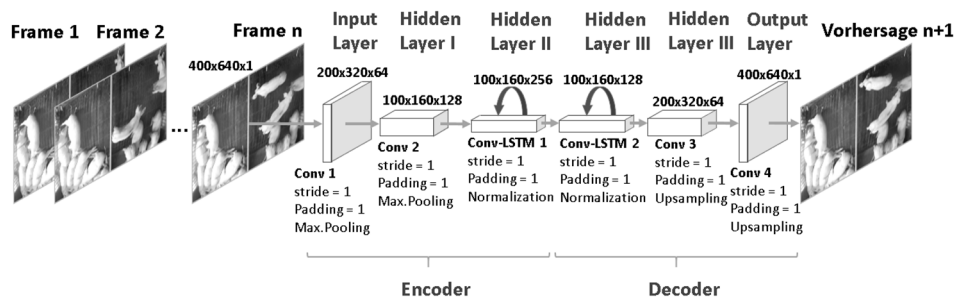 Frame 1
Frame 2
...
Frame n
400x640x1
Input
Layer
200x320x64
Conv 1
stride = 1
Padding = 1
Max.Pooling
Hidden
Layer I
100x160x128
Conv 2
stride = 1
Padding = 1
Max.Pooling
Hidden
Layer II
100x160x256
Conv-LSTM 1
stride = 1
Padding = 1
Normalization
Hidden
Layer III
100x160x128
Conv-LSTM 2
stride = 1
Padding = 1
Normalization
Hidden
Layer III
200x320x64
Conv 3
stride = 1
Padding = 1
Upsampling
Output
Layer
400x640x1
Conv 4
stride = 1
Padding = 1
Upsampling
Vorhersage n+1
Encoder
Decoder